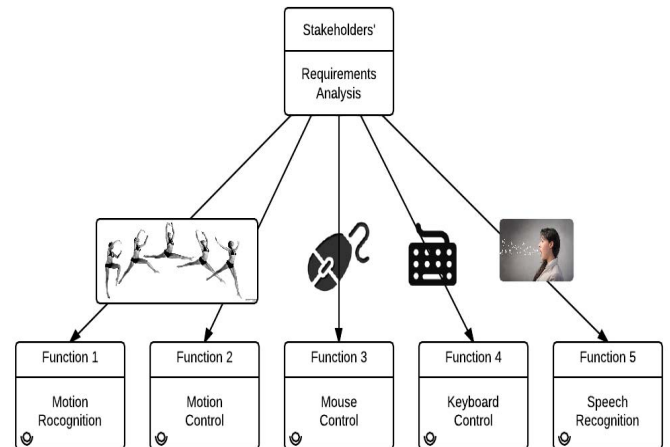 Stakeholders'
Requirements
Analysis
Function 1
Motion
Rocognition
Function 2
Motion
Control
Function 3
Mouse
Control
Function 4
Keyboard
Control
Function 5
Speech
Recognition